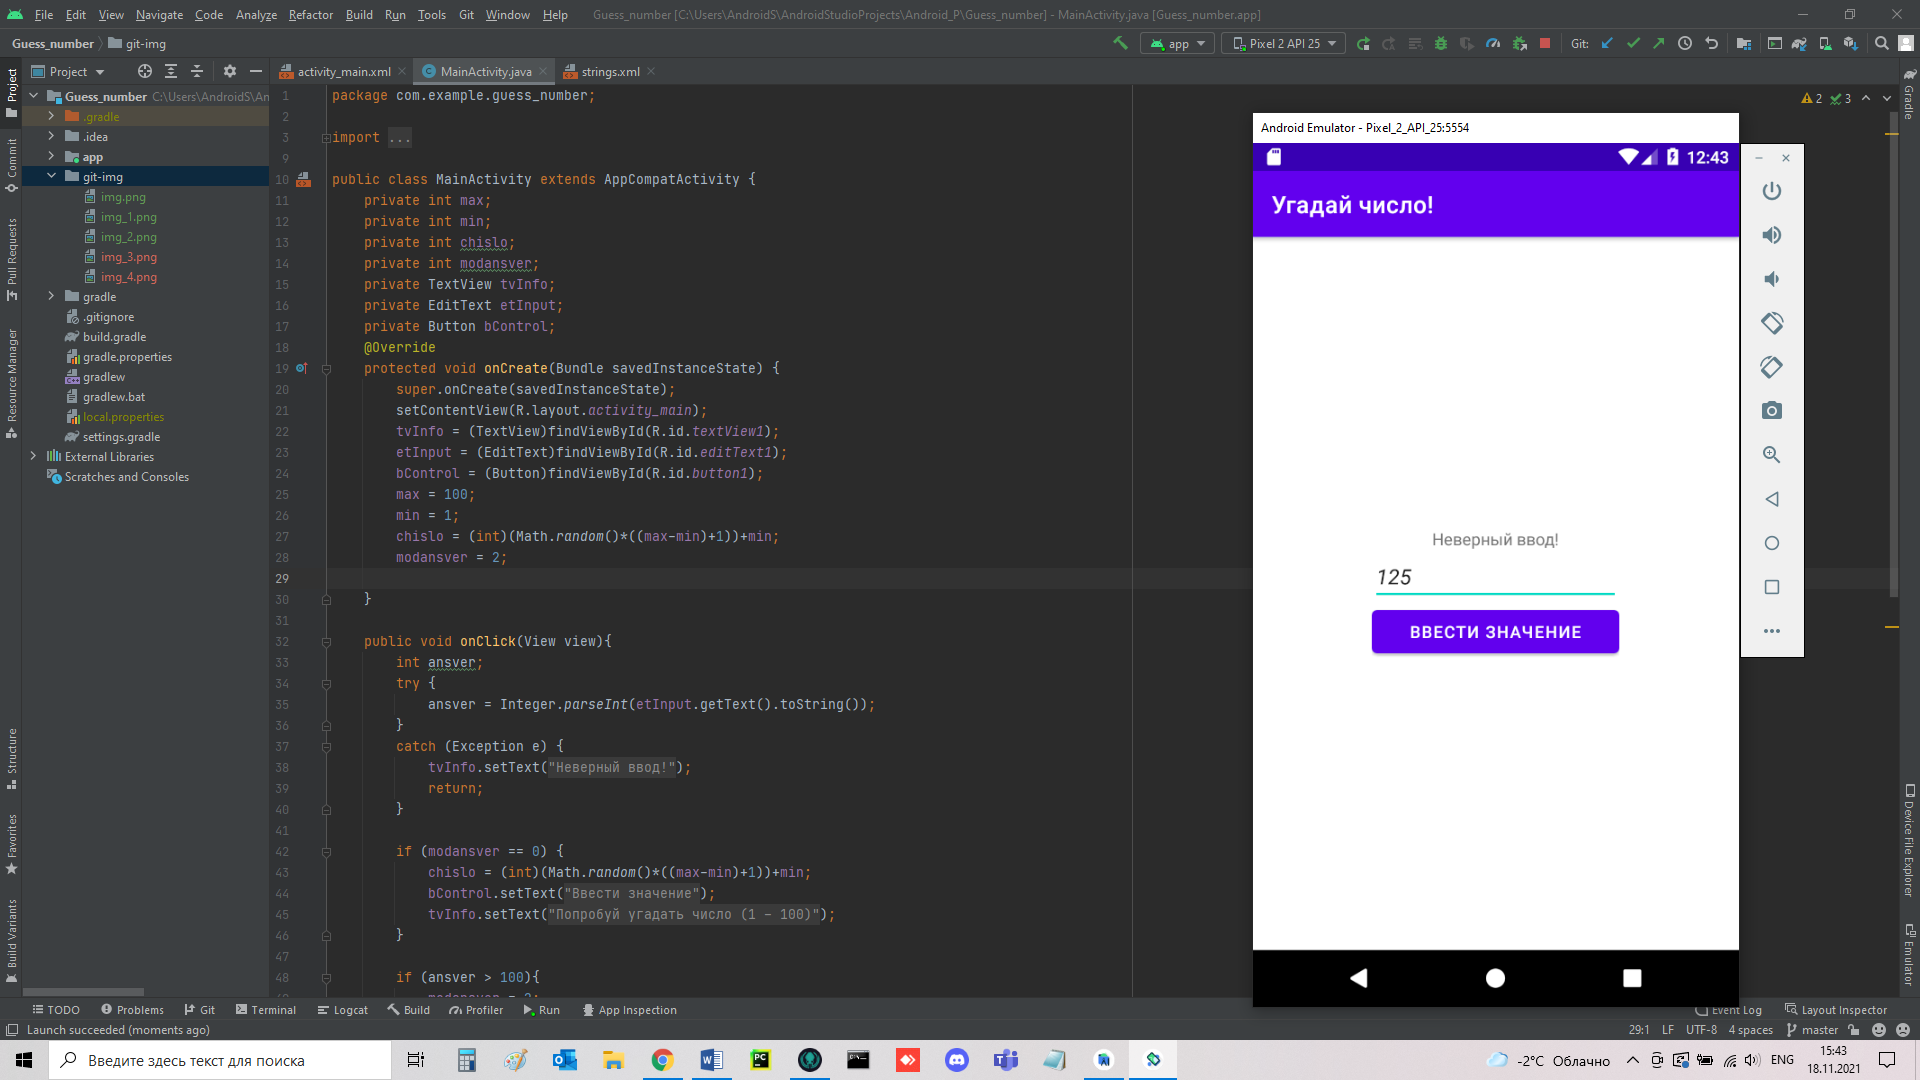 File Edit View Navigate Code Analyze Refactor Build Run Tools Git Window Help Guess_number [C:\Users\AndroidS\AndroidStudioProjects\Android_P\Guess_number] - MainActivity.java [Guess_number.app]
Guess_number git-img app Pixel 2 API 25 Git:
Project activity_main.xml MainActivity.java strings.xml
Guess_number C:\Users\AndroidS\An
.gradle
.idea
app
git-img
img.png
img_1.png
img_2.png
img_3.png
img_4.png
gradle
.gitignore
build.gradle
gradle.properties
gradlew
gradlew.bat
local.properties
settings.gradle
External Libraries
Scratches and Consoles
Project
Commit
Pull Requests
Resource Manager
Structure
Favorites
Build Variants
1 package com.example.guess_number;
2
3 import ...
9
10 public class MainActivity extends AppCompatActivity {
11 private int max;
12 private int min;
13 private int chislo;
14 private int modansver;
15 private TextView tvInfo;
16 private EditText etInput;
17 private Button bControl;
18 @Override
19 protected void onCreate(Bundle savedInstanceState) {
20 super.onCreate(savedInstanceState);
21 setContentView(R.layout.activity_main);
22 tvInfo = (TextView)findViewById(R.id.textView1);
23 etInput = (EditText)findViewById(R.id.editText1);
24 bControl = (Button)findViewById(R.id.button1);
25 max = 100;
26 min = 1;
27 chislo = (int)(Math.random()*((max-min)+1))+min;
28 modansver = 2;
29
30 }
31
32 public void onClick(View view){
33 int ansver;
34 try {
35 ansver = Integer.parseInt(etInput.getText().toString());
36 }
37 catch (Exception e) {
38 tvInfo.setText("Неверный ввод!");
39 return;
40 }
41
42 if (modansver == 0) {
43 chislo = (int)(Math.random()*((max-min)+1))+min;
44 bControl.setText("Ввести значение");
45 tvInfo.setText("Попробуй угадать число (1 - 100)");
46 }
47
48 if (ansver > 100){
2 3
Android Emulator - Pixel_2_API_25:5554
12:43
Угадай число!
Неверный ввод!
125
ВВЕСТИ ЗНАЧЕНИЕ
Gradle
Device File Explorer
Emulator
TODO Problems Git Terminal Logcat Build Profiler Run App Inspection Event Log Layout Inspector
Launch succeeded (moments ago) 29:1 LF UTF-8 4 spaces master
Введите здесь текст для поиска
-2°C Облачно ENG
15:43
18.11.2021